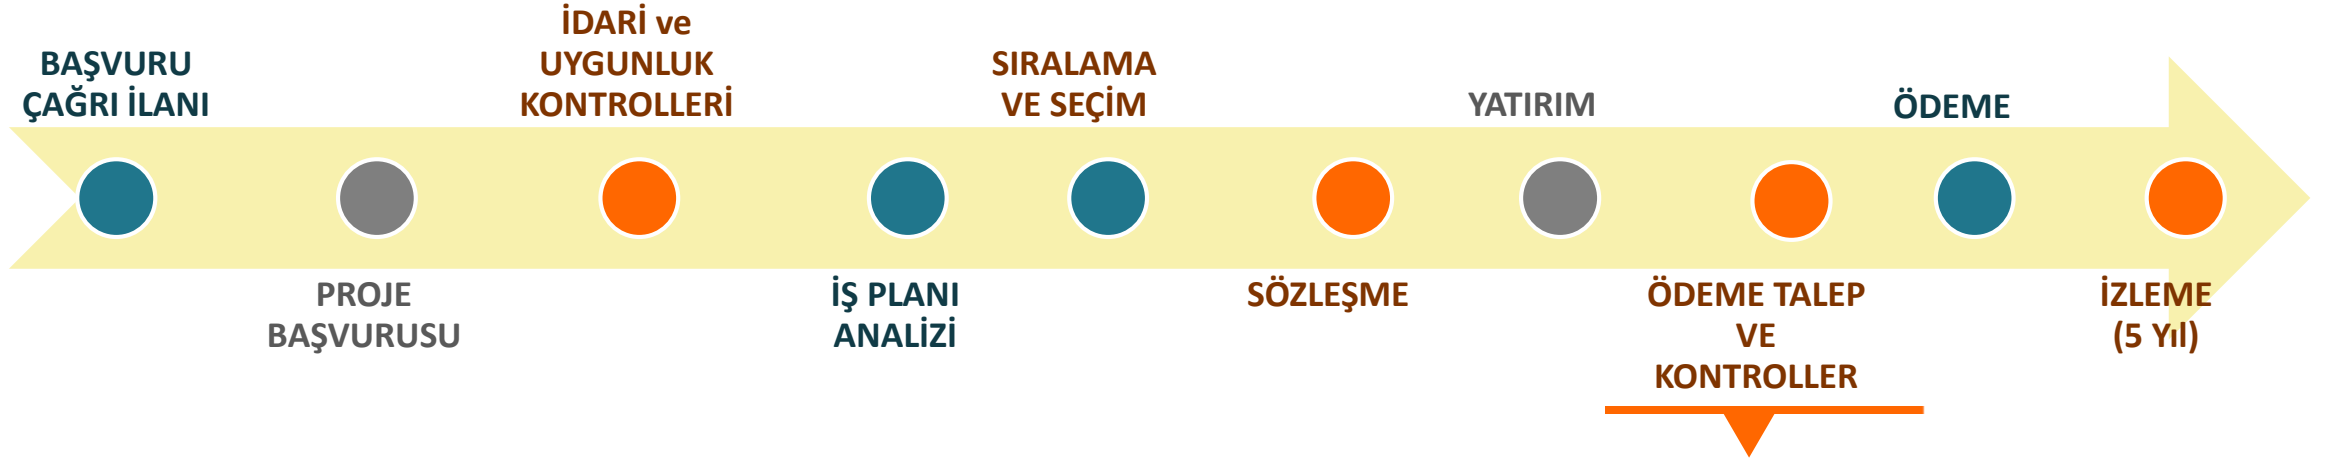 BAŞVURU
ÇAĞRI İLANI
PROJE
BAŞVURUSU
İDARİ ve
UYGUNLUK
KONTROLLERİ
İŞ PLANI
ANALİZİ
SIRALAMA
VE SEÇİM
SÖZLEŞME
YATIRIM
ÖDEME TALEP
VE
KONTROLLER
ÖDEME
İZLEME
(5 Yıl)